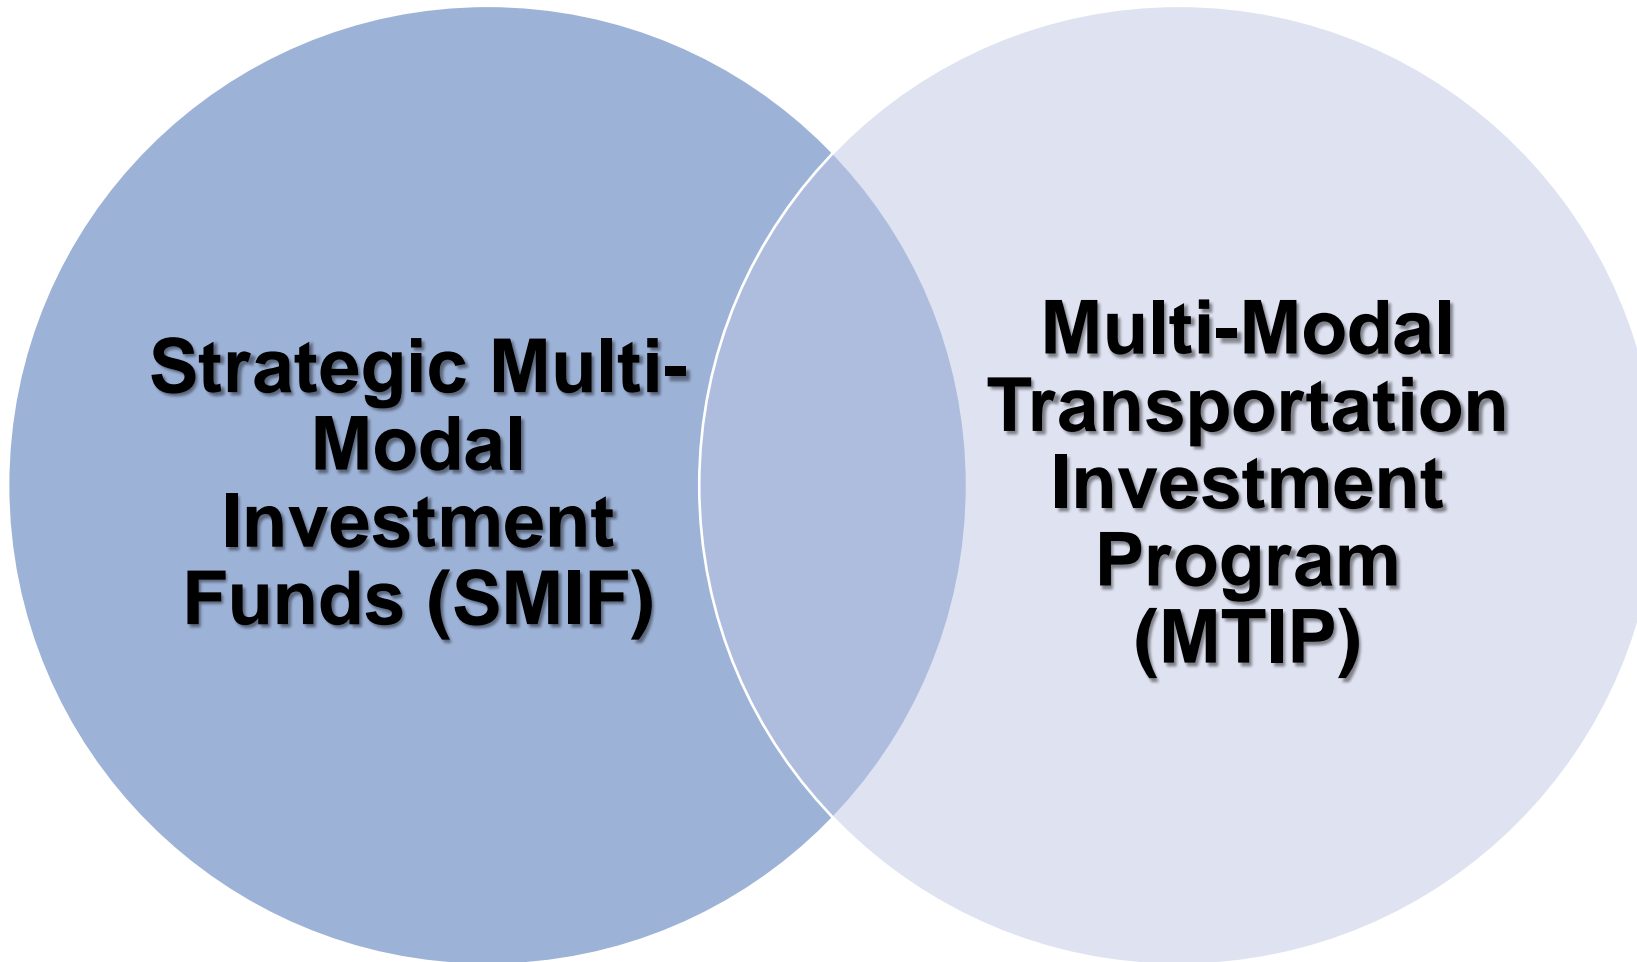 Strategic Multi-
Modal
Investment
Funds (SMIF)
Multi-Modal
Transportation
Investment
Program
(MTIP)